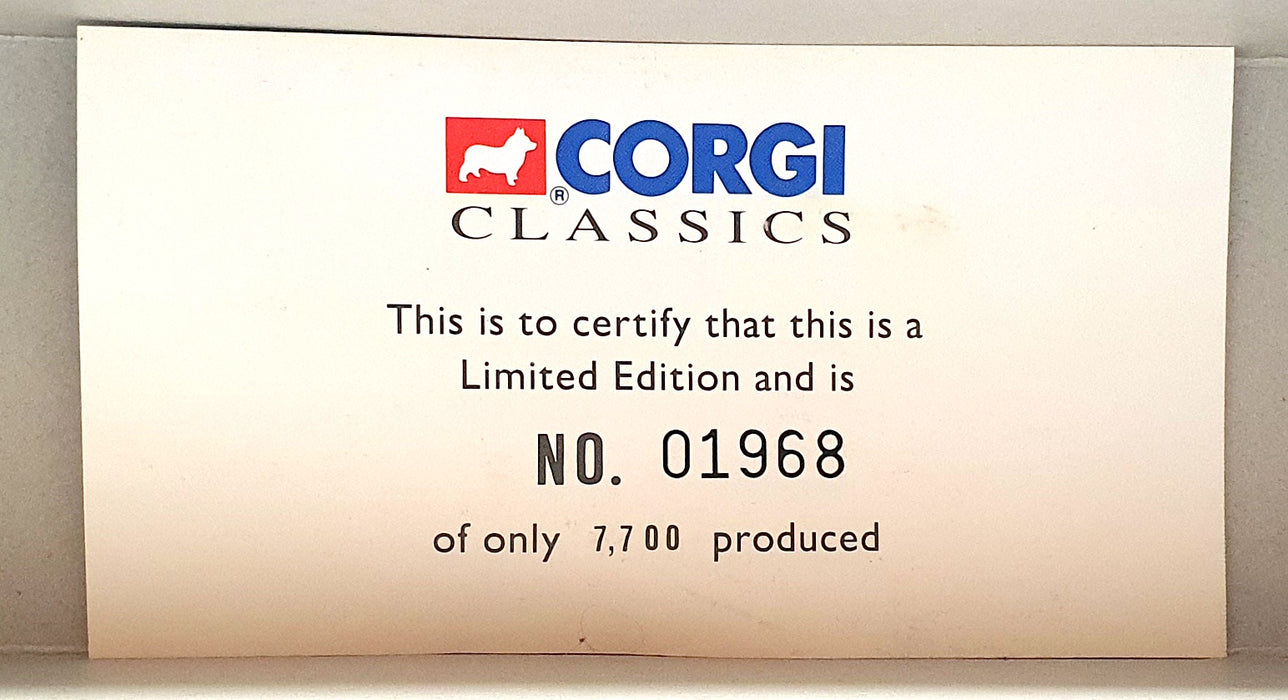 ® CORGI
CLASSICS
This is to certify that this is a
Limited Edition and is
NO. 01968
of only 7,700 produced